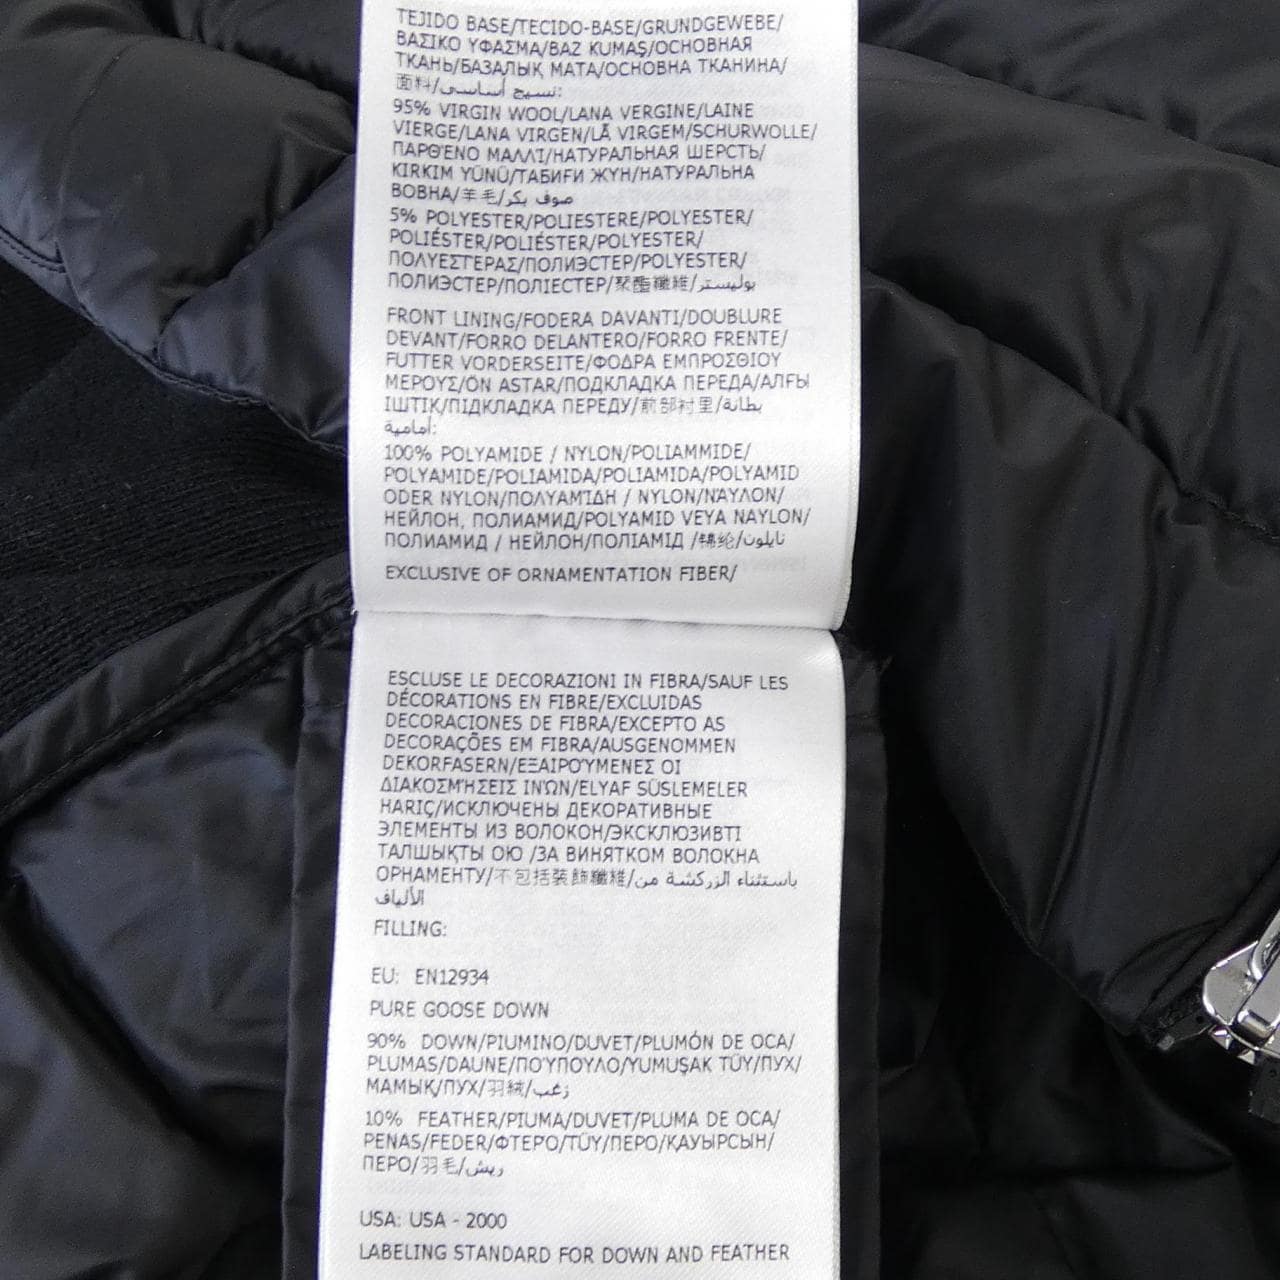 TEJIDO BASE/TECIDO-BASE/GRUNDGEWEBE/
ΒΑΣΙΚΟ ΥΦΑΣΜΑ/BAZ KUMAŞ/ОСНОВНАЯ
ТКАНЬ/БАЗАЛЫҚ МАТА/ОСНОВНА ТКАНИНА/
面料/نسيج أساسي:
95% VIRGIN WOOL/LANA VERGINE/LAINE
VIERGE/LANA VIRGEN/LÃ VIRGEM/SCHURWOLLE/
ΠΑΡΘΈΝΟ ΜΑΛΛΊ/НАТУРАЛЬНАЯ ШЕРСТЬ/
KIRKIM YÜNÜ/ТАБИҒИ ЖҮН/НАТУРАЛЬНА
ВОВНА/羊毛/صوف بكر
5% POLYESTER/POLIESTERE/POLYESTER/
POLIÉSTER/POLIÉSTER/POLYESTER/
ΠΟΛΥΕΣΤΕΡΑΣ/ПОЛИЭСТЕР/POLYESTER/
ПОЛИЭСТЕР/ПОЛІЕСТЕР/聚酯纖維/بوليستر
FRONT LINING/FODERA DAVANTI/DOUBLURE
DEVANT/FORRO DELANTERO/FORRO FRENTE/
FUTTER VORDERSEITE/ΦΟΔΡΑ ΕΜΠΡΟΣΘΙΟΥ
ΜΕΡΟΥΣ/ÖN ASTAR/ПОДКЛАДКА ПЕРЕДА/АЛҒЫ
ІШТІК/ПІДКЛАДКА ПЕРЕДУ/前部衬里/بطانة
أمامية:
100% POLYAMIDE / NYLON/POLIAMMIDE/
POLYAMIDE/POLIAMIDA/POLIAMIDA/POLYAMID
ODER NYLON/ΠΟΛΥΑΜΊΔΗ / NYLON/ΝΑΥΛΟΝ/
НЕЙЛОН, ПОЛИАМИД/POLYAMID VEYA NAYLON/
ПОЛИАМИД / НЕЙЛОН/ПОЛІАМІД /锦纶/نايلون
EXCLUSIVE OF ORNAMENTATION FIBER/
ESCLUSE LE DECORAZIONI IN FIBRA/SAUF LES
DÉCORATIONS EN FIBRE/EXCLUIDAS
DECORACIONES DE FIBRA/EXCEPTO AS
DECORAÇÕES EM FIBRA/AUSGENOMMEN
DEKORFASERN/ΕΞΑΙΡΟΎΜΕΝΕΣ ΟΙ
ΔΙΑΚΟΣΜΉΣΕΙΣ ΙΝΏΝ/ELYAF SÜSLEMELER
HARİÇ/ИСКЛЮЧЕНЫ ДЕКОРАТИВНЫЕ
ЭЛЕМЕНТЫ ИЗ ВОЛОКОН/ЭКСКЛЮЗИВТІ
ТАЛШЫҚТЫ ОЮ /ЗА ВИНЯТКОМ ВОЛОКНА
ОРНАМЕНТУ/不包括裝飾纖維/باستثناء الزركشة من
الألياف
FILLING:
EU: EN12934
PURE GOOSE DOWN
90% DOWN/PIUMINO/DUVET/PLUMÓN DE OCA/
PLUMAS/DAUNE/ΠΟΎΠΟΥΛΟ/YUMUŞAK TÜY/ПУХ/
МАМЫҚ/ПУХ/羽絨/زغب
10% FEATHER/PIUMA/DUVET/PLUMA DE OCA/
PENAS/FEDER/ΦΤΕΡΟ/TÜY/ПЕРО/ҚАУЫРСЫН/
ПЕРО/羽毛/ريش
USA: USA - 2000
LABELING STANDARD FOR DOWN AND FEATHER